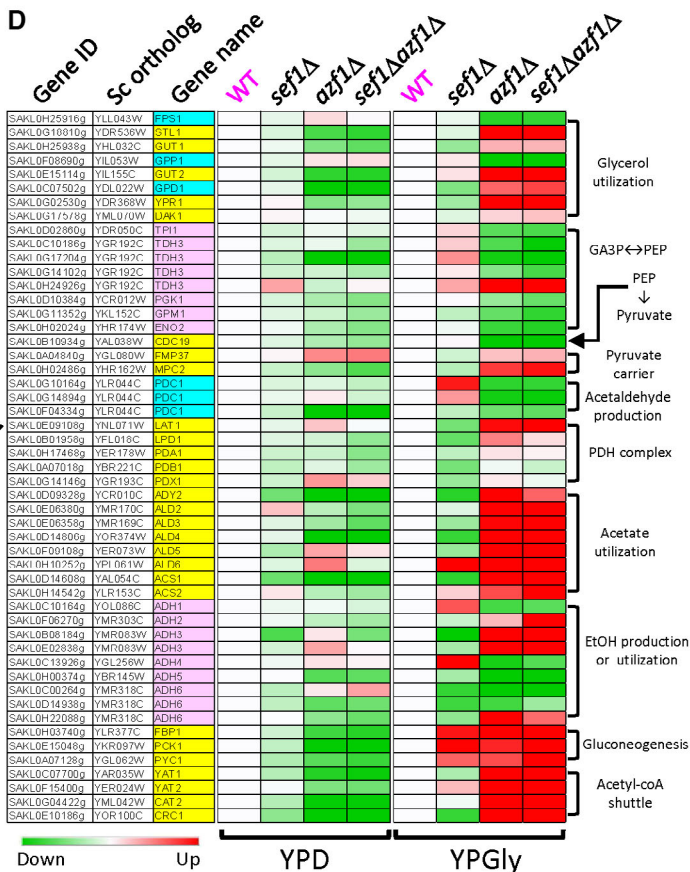 D
Gene ID Sc ortholog Gene name WT sef1Δ azf1Δ sef1Δazf1Δ WT sef1Δ azf1Δ sef1Δazf1Δ
SAKL0H25916g YLL043W FPS1
SAKL0G18810g YDR536W STL1
SAKL0H25938g YHL032C GUT1
SAKL0F08690g YIL053W GPP1
Glycerol
SAKL0E15114g YIL155C GUT2
utilization
SAKL0C07502g YDL022W GPD1
SAKL0G02530g YDR368W YPR1
SAKL0G17578g YML070W DAK1
SAKL0D02860g YDR050C TPI1
SAKL0C10186g YGR192C TDH3
SAKL0G17204g YGR192C TDH3
GA3P↔PEP
SAKL0G14102g YGR192C TDH3
SAKL0H24926g YGR192C TDH3
PEP
SAKL0D10384g YCR012W PGK1
↓
SAKL0G11352g YKL152C GPM1
Pyruvate
SAKL0H02024g YHR174W ENO2
SAKL0B10934g YAL038W CDC19
SAKL0A04840g YGL080W FMP37
Pyruvate
SAKL0H02486g YHR162W MPC2
carrier
SAKL0G10164g YLR044C PDC1
SAKL0G14894g YLR044C PDC1
Acetaldehyde
SAKL0F04334g YLR044C PDC1
production
SAKL0E09108g YNL071W LAT1
SAKL0B01958g YFL018C LPD1
SAKL0H17468g YER178W PDA1
PDH complex
SAKL0A07018g YBR221C PDB1
SAKL0G14146g YGR193C PDX1
SAKL0D09328g YCR010C ADY2
SAKL0E06380g YMR170C ALD2
SAKL0E06358g YMR169C ALD3
Acetate
SAKL0D14806g YOR374W ALD4
utilization
SAKL0F09108g YER073W ALD5
SAKL0H10252g YPL061W ALD6
SAKL0D14608g YAL054C ACS1
SAKL0H14542g YLR153C ACS2
SAKL0C10164g YOL086C ADH1
SAKL0F06270g YMR303C ADH2
SAKL0B08184g YMR083W ADH3
SAKL0E02838g YMR083W ADH3
EtOH production
SAKL0C13926g YGL256W ADH4
or utilization
SAKL0H00374g YBR145W ADH5
SAKL0C00264g YMR318C ADH6
SAKL0D14938g YMR318C ADH6
SAKL0H22088g YMR318C ADH6
SAKL0H03740g YLR377C FBP1
SAKL0E15048g YKR097W PCK1
Gluconeogenesis
SAKL0A07128g YGL062W PYC1
SAKL0C07700g YAR035W YAT1
SAKL0F15400g YER024W YAT2
Acetyl-coA
SAKL0G04422g YML042W CAT2
shuttle
SAKL0E10186g YOR100C CRC1
Down Up YPD YPGly